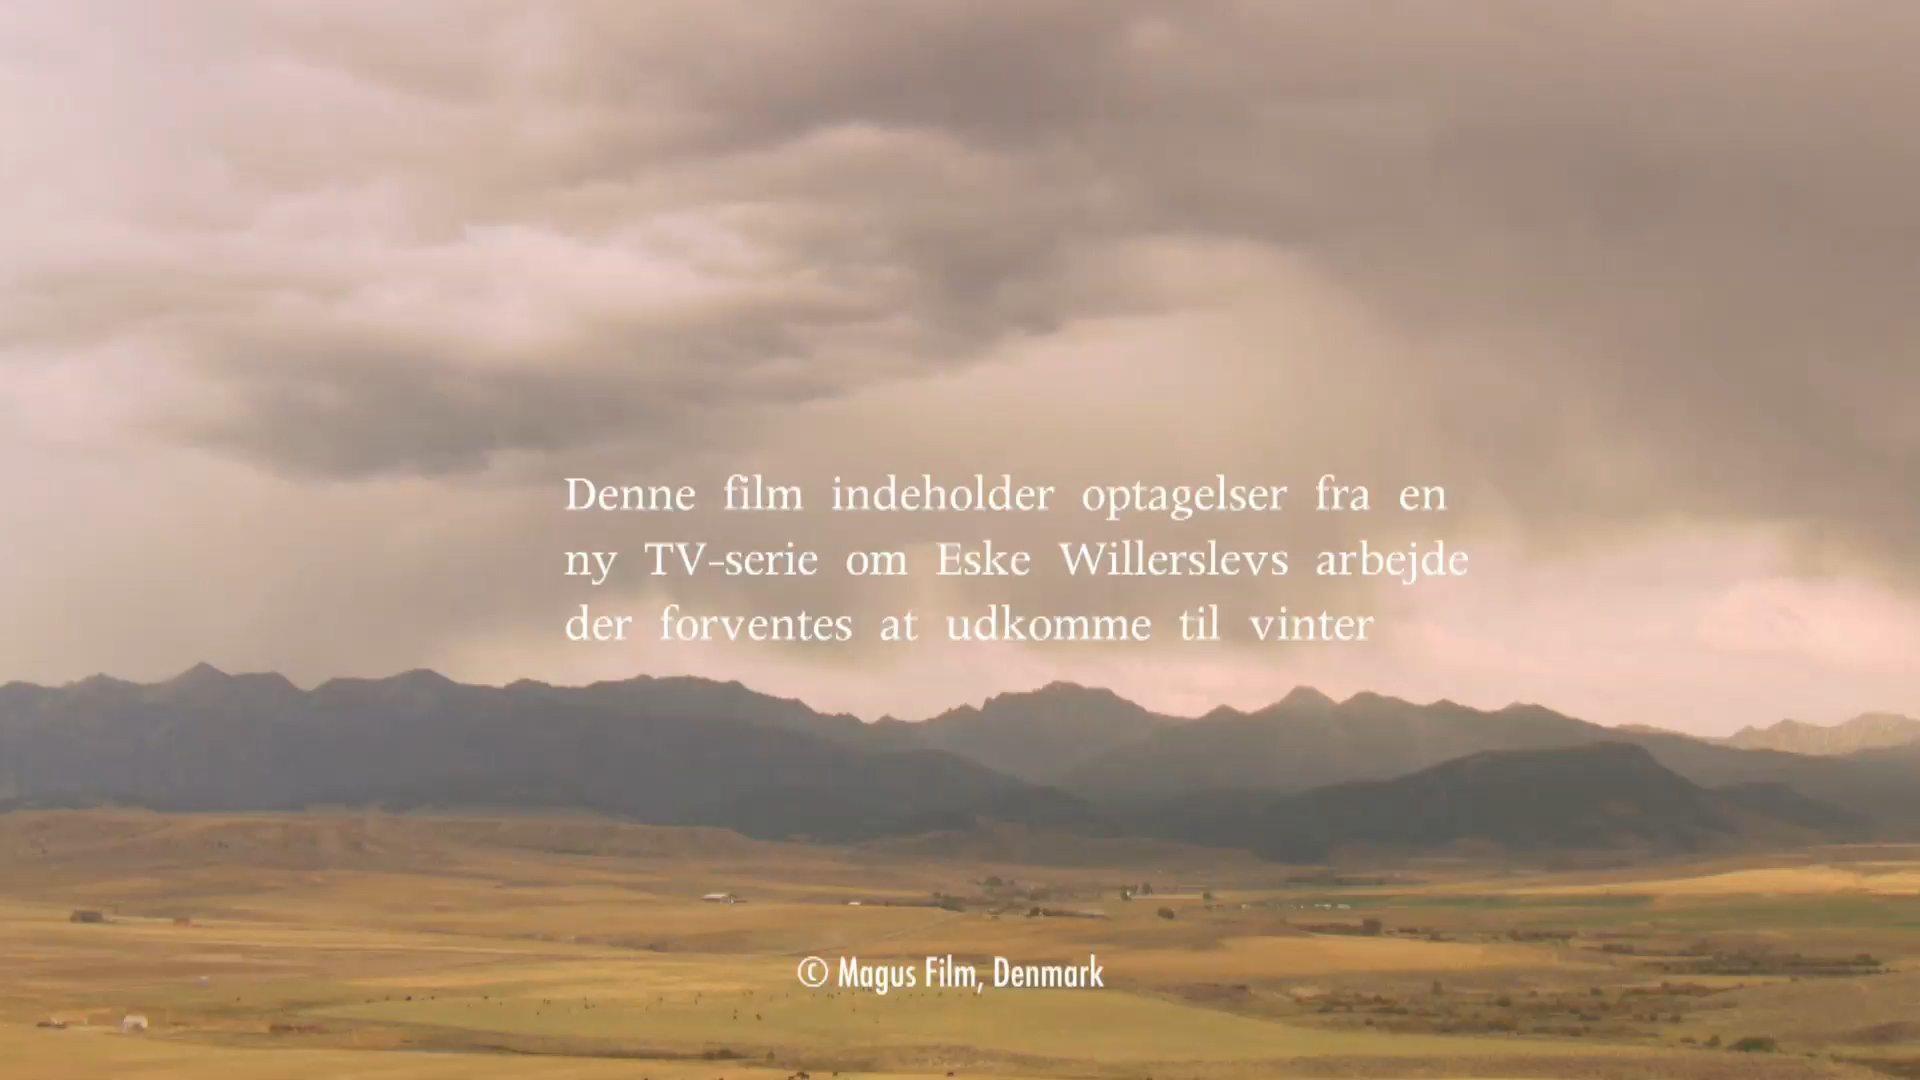 Denne film indeholder optagelser fra en
ny TV-serie om Eske Willerslevs arbejde
der forventes at udkomme til vinter
© Magus Film, Denmark